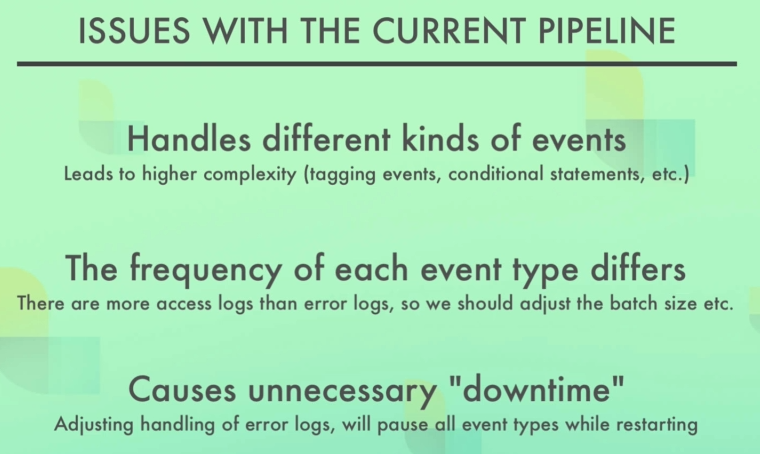 ISSUES WITH THE CURRENT PIPELINE
Handles different kinds of events
Leads to higher complexity (tagging events, conditional statements, etc.)
The frequency of each event type differs
There are more access logs than error logs, so we should adjust the batch size etc.
Causes unnecessary "downtime"
Adjusting handling of error logs, will pause all event types while restarting